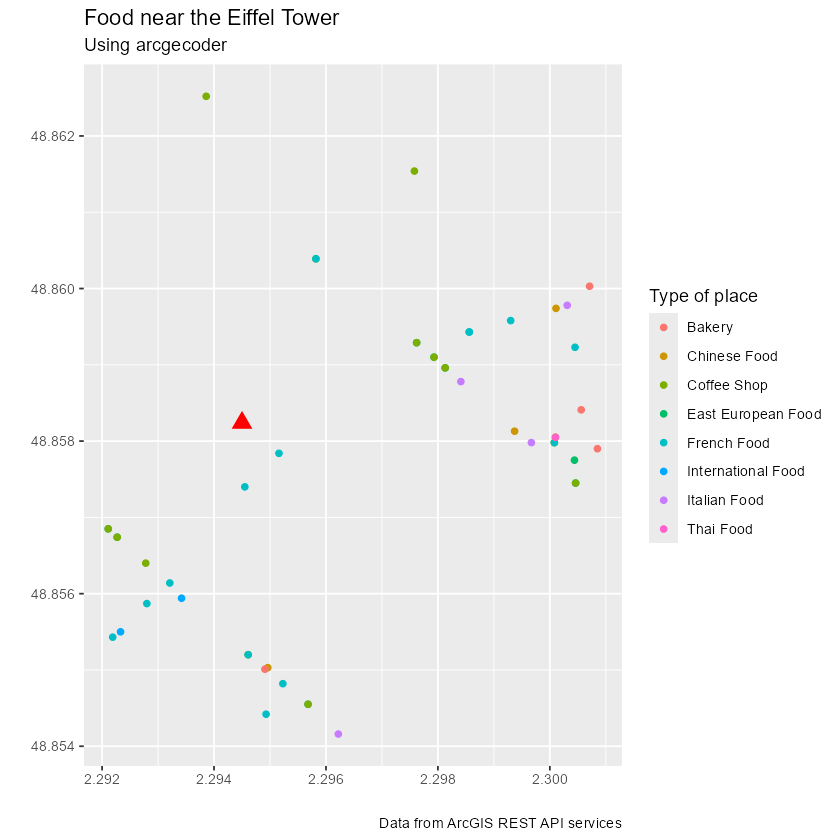 Food near the Eiffel Tower
Using arcgecoder
48.862
48.860
48.858
48.856
48.854
2.292
2.294
2.296
2.298
2.300
Type of place
Bakery
Chinese Food
Coffee Shop
East European Food
French Food
International Food
Italian Food
Thai Food
Data from ArcGIS REST API services